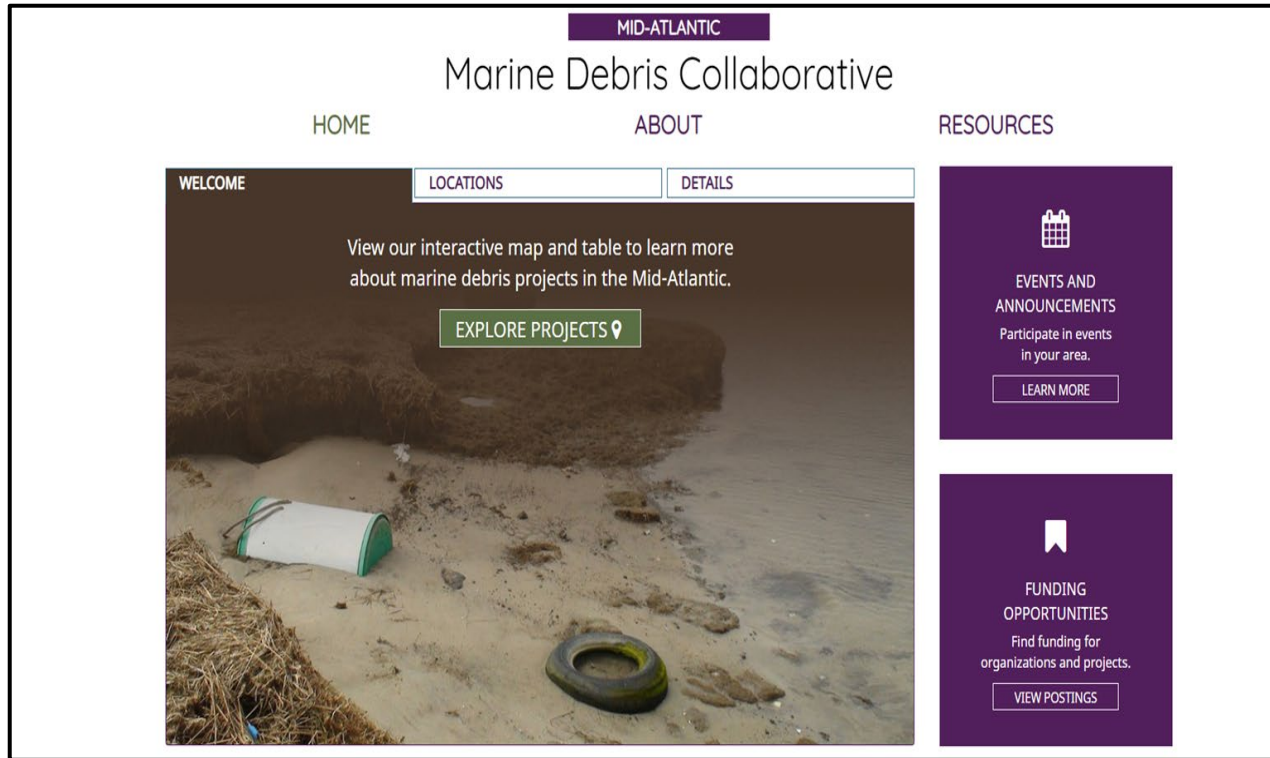 MID-ATLANTIC
Marine Debris Collaborative
HOME
ABOUT
RESOURCES
WELCOME
LOCATIONS
DETAILS
View our interactive map and table to learn more
about marine debris projects in the Mid-Atlantic.
EXPLORE PROJECTS
EVENTS AND
ANNOUNCEMENTS
Participate in events
in your area.
LEARN MORE
FUNDING
OPPORTUNITIES
Find funding for
organizations and projects.
VIEW POSTINGS